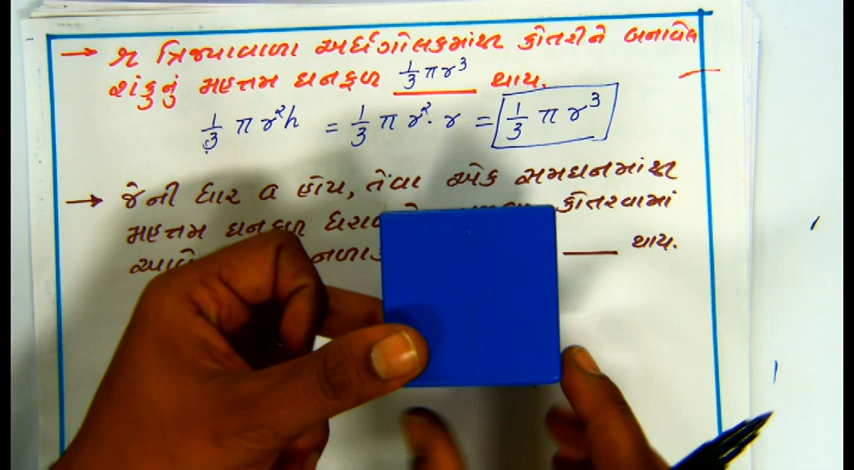 → r ત્રિજ્યાવાળા અર્ધગોલકમાંથી કોતરીને બનાવેલ
શંકુનું મહત્તમ ઘનફળ 1/3 πr³ થાય.
1/3 πr²h = 1/3 πr².r = 1/3 πr³
→ જેની ધાર a હોય, તેવા એક સમઘનમાંથી
મહત્તમ ઘનફળ કોતરવામાં
થાય.